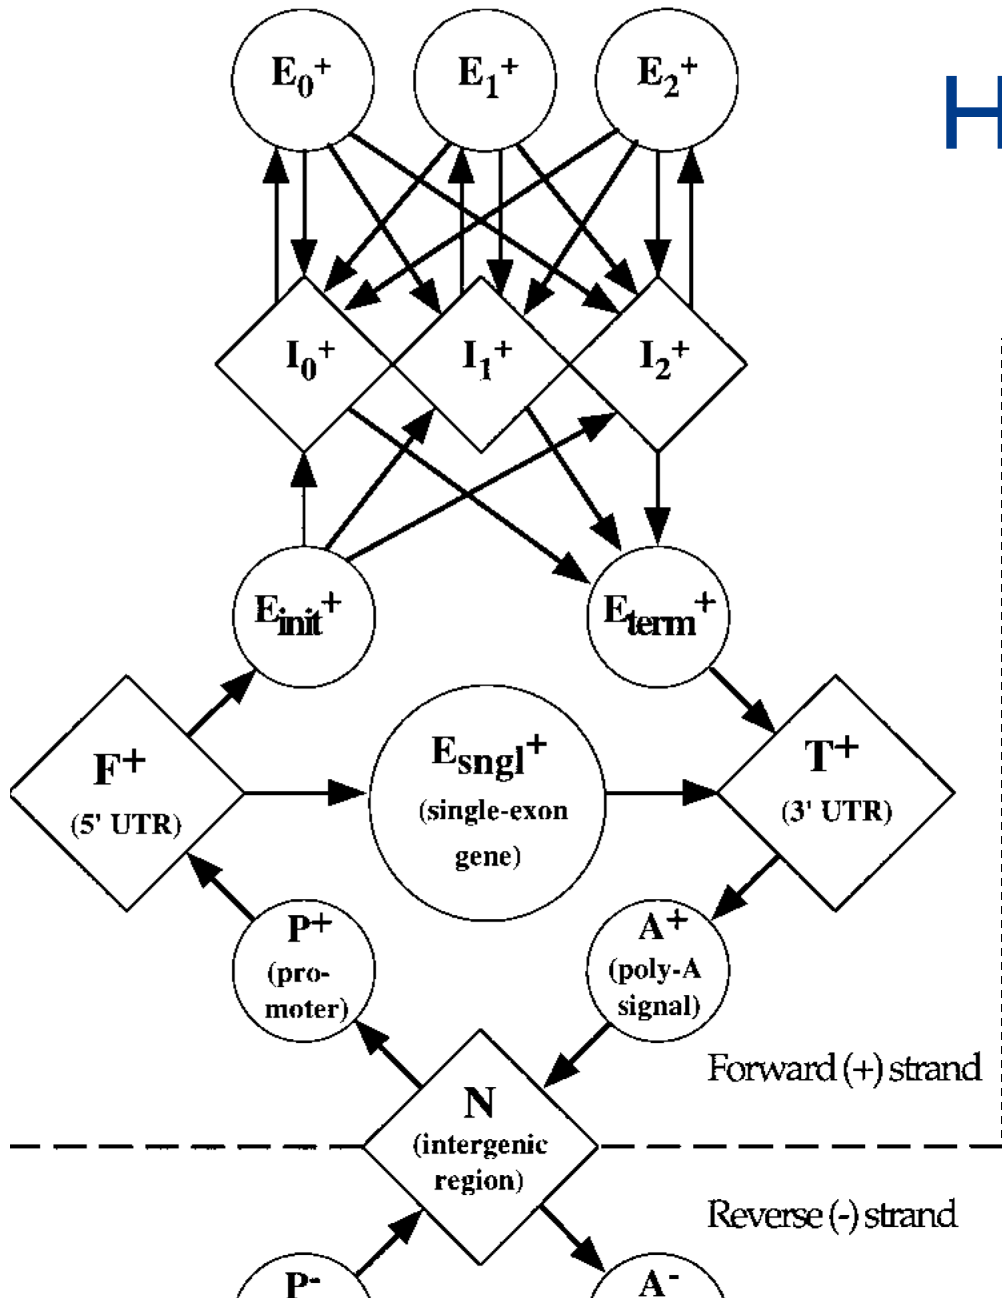 E₀⁺ E₁⁺ E₂⁺
H
I₀⁺ I₁⁺ I₂⁺
Einit⁺ Eterm⁺
F⁺
(5' UTR)
Esngl⁺
(single-exon
gene)
T⁺
(3' UTR)
P⁺
(pro-
moter)
A⁺
(poly-A
signal)
Forward (+) strand
N
(intergenic
region)
Reverse (-) strand
P⁻ A⁻